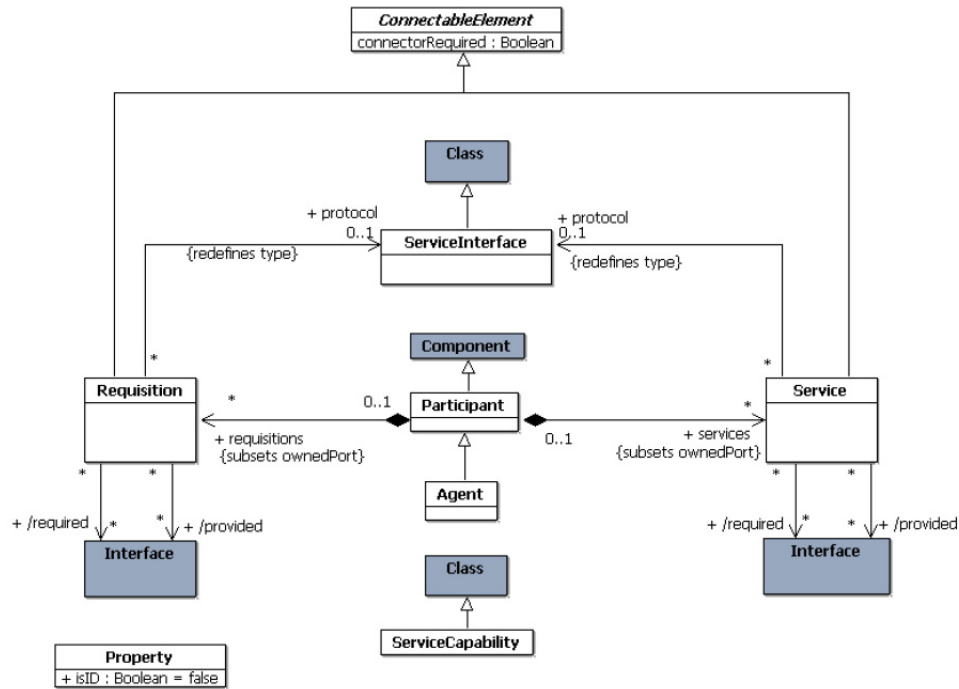 ConnectableElement
connectorRequired : Boolean
Class
+ protocol
0..1
{redefines type}
ServiceInterface
+ protocol
0..1
{redefines type}
*
Requisition
*
+ requisitions
{subsets ownedPort}
0..1
Component
Participant
0..1
*
+ services
{subsets ownedPort}
*
Service
Agent
*
*
+ /required
*
*
+ /provided
Interface
*
*
+ /required
*
*
+ /provided
Interface
Class
ServiceCapability
Property
+ isID : Boolean = false